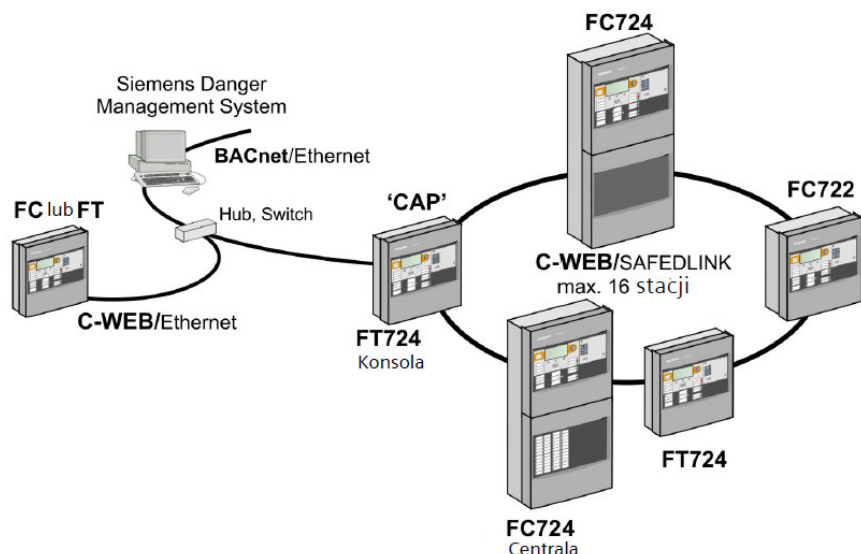 FC724
Siemens Danger
Management System
BACnet/Ethernet
FC lub FT
Hub, Switch
'CAP'
FC722
C-WEB/SAFEDLINK
max. 16 stacji
C-WEB/Ethernet
FT724
Konsola
FT724
FC724
Centrala